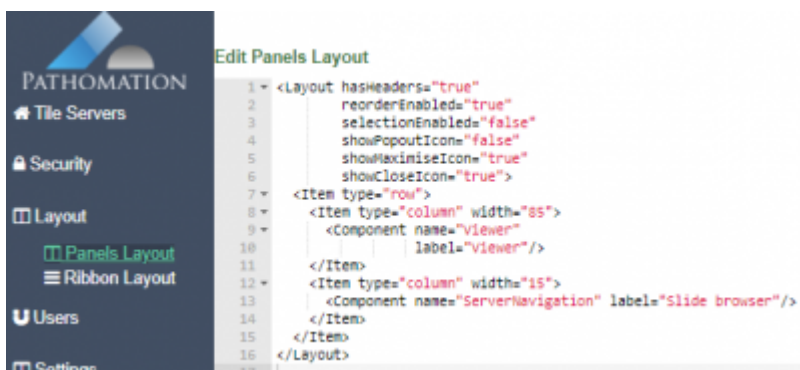 PATHOMATION
Tile Servers
Security
Layout
Panels Layout
Ribbon Layout
Users
Settings
Edit Panels Layout
1 <Layout hasHeaders="true"
2 reorderEnabled="true"
3 selectionEnabled="false"
4 showPopoutIcon="false"
5 showMaximiseIcon="true"
6 showCloseIcon="true">
7 <Item type="row">
8 <Item type="column" width="85">
9 <Component name="Viewer"
10 label="Viewer"/>
11 </Item>
12 <Item type="column" width="15">
13 <Component name="ServerNavigation" label="Slide browser"/>
14 </Item>
15 </Item>
16 </Layout>
17